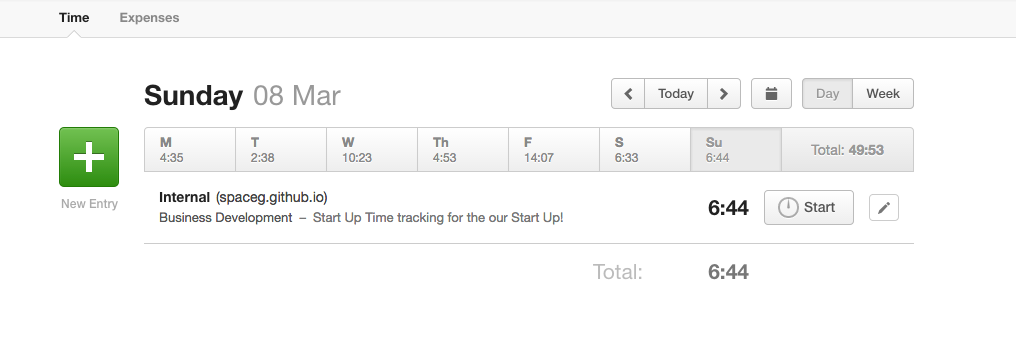 Time Expenses
Sunday 08 Mar
Today
Day Week
M T W Th F S Su
4:35 2:38 10:23 4:53 14:07 6:33 6:44
Total: 49:53
New Entry
Internal (spaceg.github.io)
Business Development – Start Up Time tracking for the our Start Up!
6:44 Start
Total: 6:44